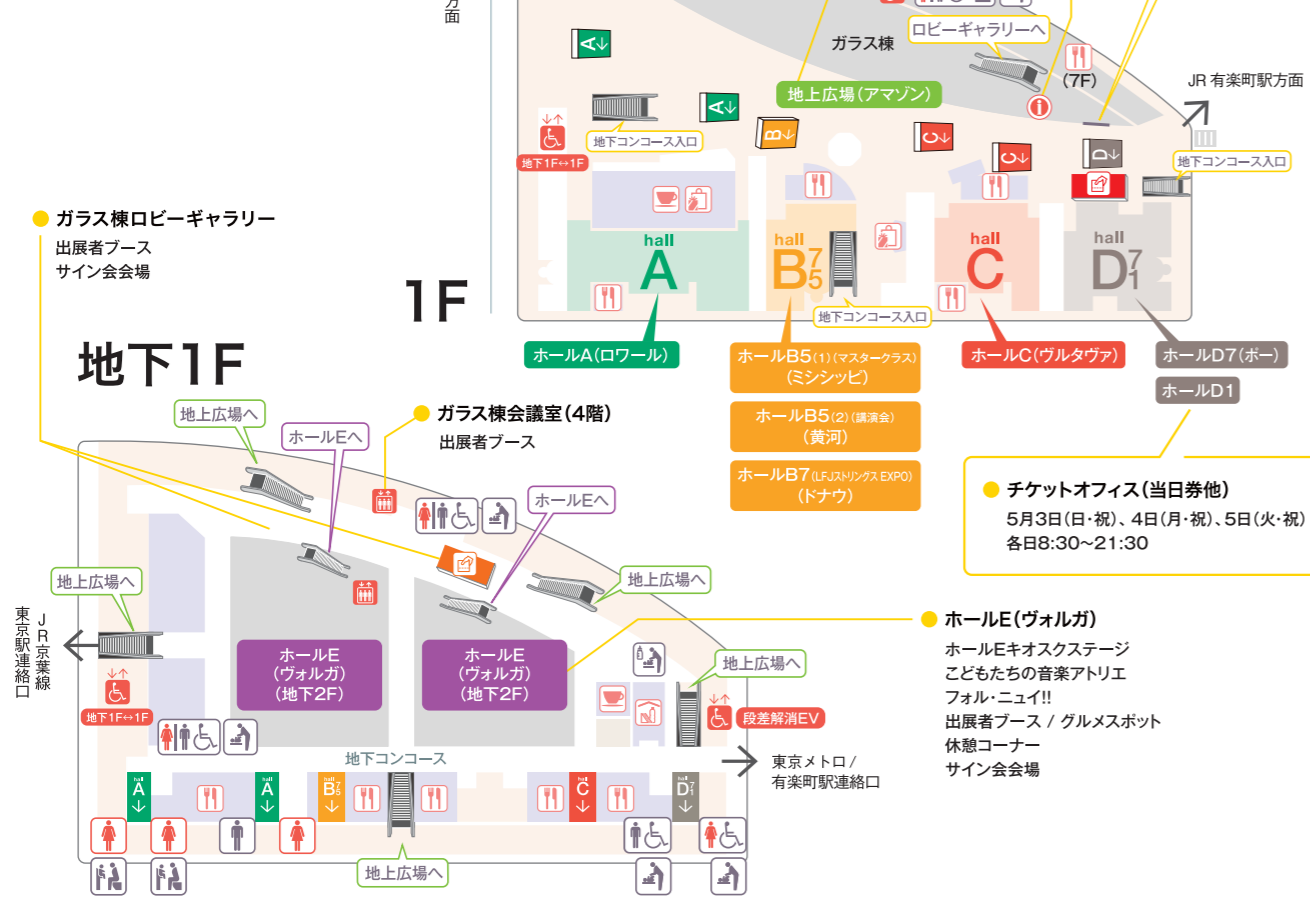 方面
ロビーギャラリーへ
ガラス棟
(7F)
JR 有楽町駅方面
地上広場(アマゾン)
A
A
B
C
C
D
地下コンコース入口
地下1F↔1F
地下コンコース入口
hall
A
hall
B7
5
hall
C
hall
D7
1
地下コンコース入口
1F
ホールA(ロワール)
ホールB5(1)(マスタークラス)
(ミシシッピ)
ホールB5(2)(講演会)
(黄河)
ホールB7(LFJストリングス EXPO)
(ドナウ)
ホールC(ヴルタヴァ)
ホールD7(ポー)
ホールD1
チケットオフィス(当日券他)
5月3日(日・祝)、4日(月・祝)、5日(火・祝)
各日8:30~21:30
ガラス棟ロビーギャラリー
出展者ブース
サイン会会場
地下1F
地上広場へ
ホールEへ
ガラス棟会議室(4階)
出展者ブース
ホールEへ
地上広場へ
地上広場へ
JR京葉線
東京駅連絡口
地下1F↔1F
ホールE
(ヴォルガ)
(地下2F)
ホールE
(ヴォルガ)
(地下2F)
地上広場へ
段差解消EV
ホールE(ヴォルガ)
ホールEキオスクステージ
こどもたちの音楽アトリエ
フォル・ニュイ!!
出展者ブース / グルメスポット
休憩コーナー
サイン会会場
地下コンコース
東京メトロ /
有楽町駅連絡口
hall
A
hall
A
hall
B7
5
hall
C
hall
D7
1
地上広場へ